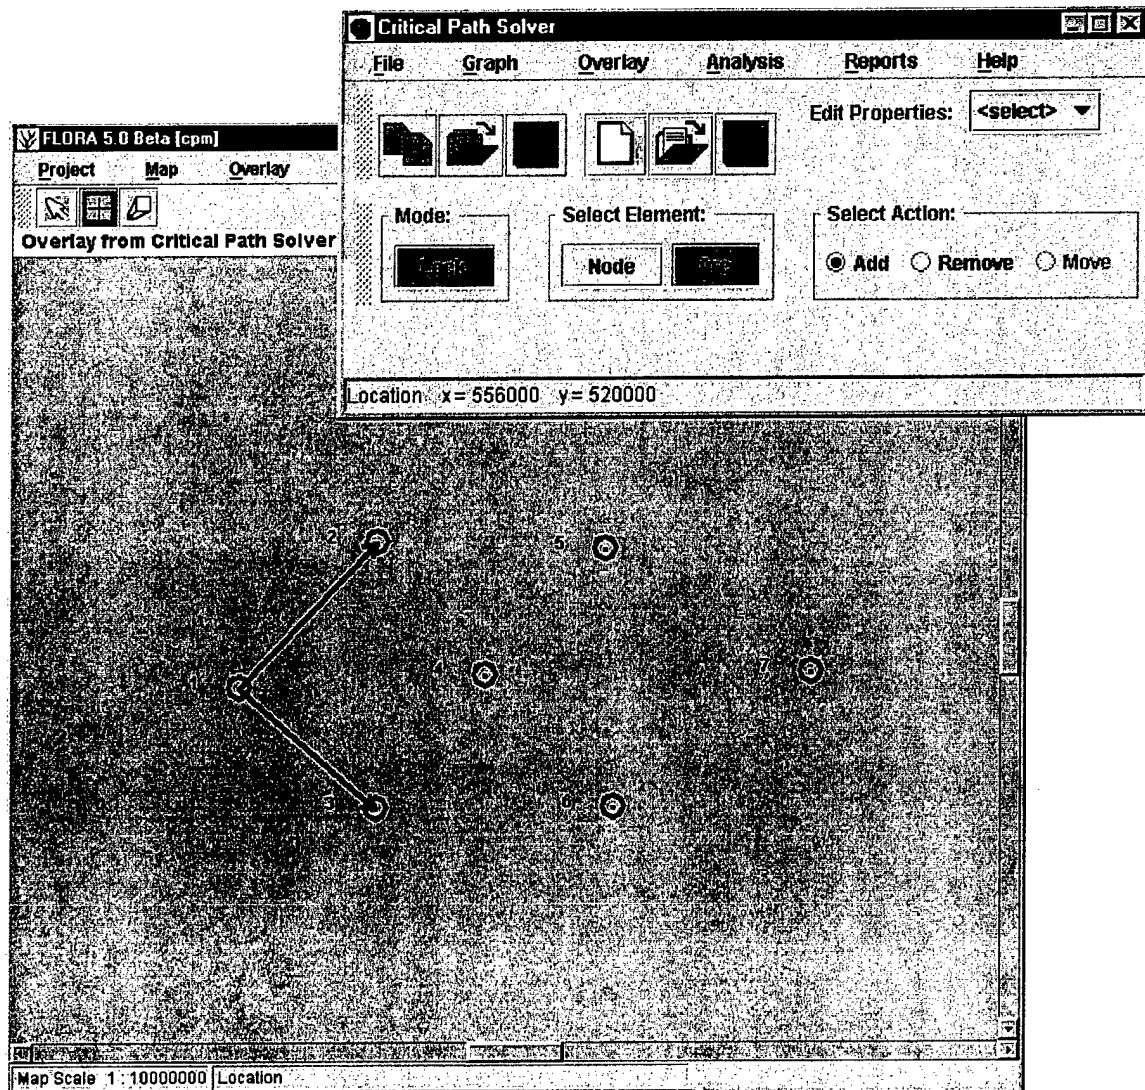 Critical Path Solver
File Graph Overlay Analysis Reports Help
Edit Properties: <select>
Mode: Select Element: Select Action:
Node Add Remove Move
Location x= 556000 y= 520000
FLORA 5.0 Beta [cpm]
Project Map Overlay
Overlay from Critical Path Solver
2 5
1 4 7
3 6
Map Scale 1 : 10000000 Location